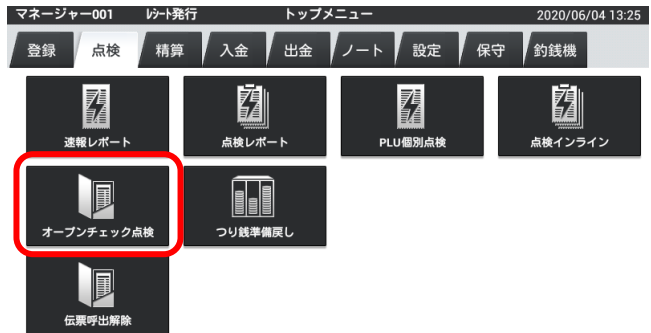 マネージャー001 ﾚｼｰﾄ発行 トップメニュー 2020/06/04 13:25
登録 点検 精算 入金 出金 ノート 設定 保守 釣銭機
速報レポート 点検レポート PLU個別点検 点検インライン
オープンチェック点検 つり銭準備戻し
伝票呼出解除